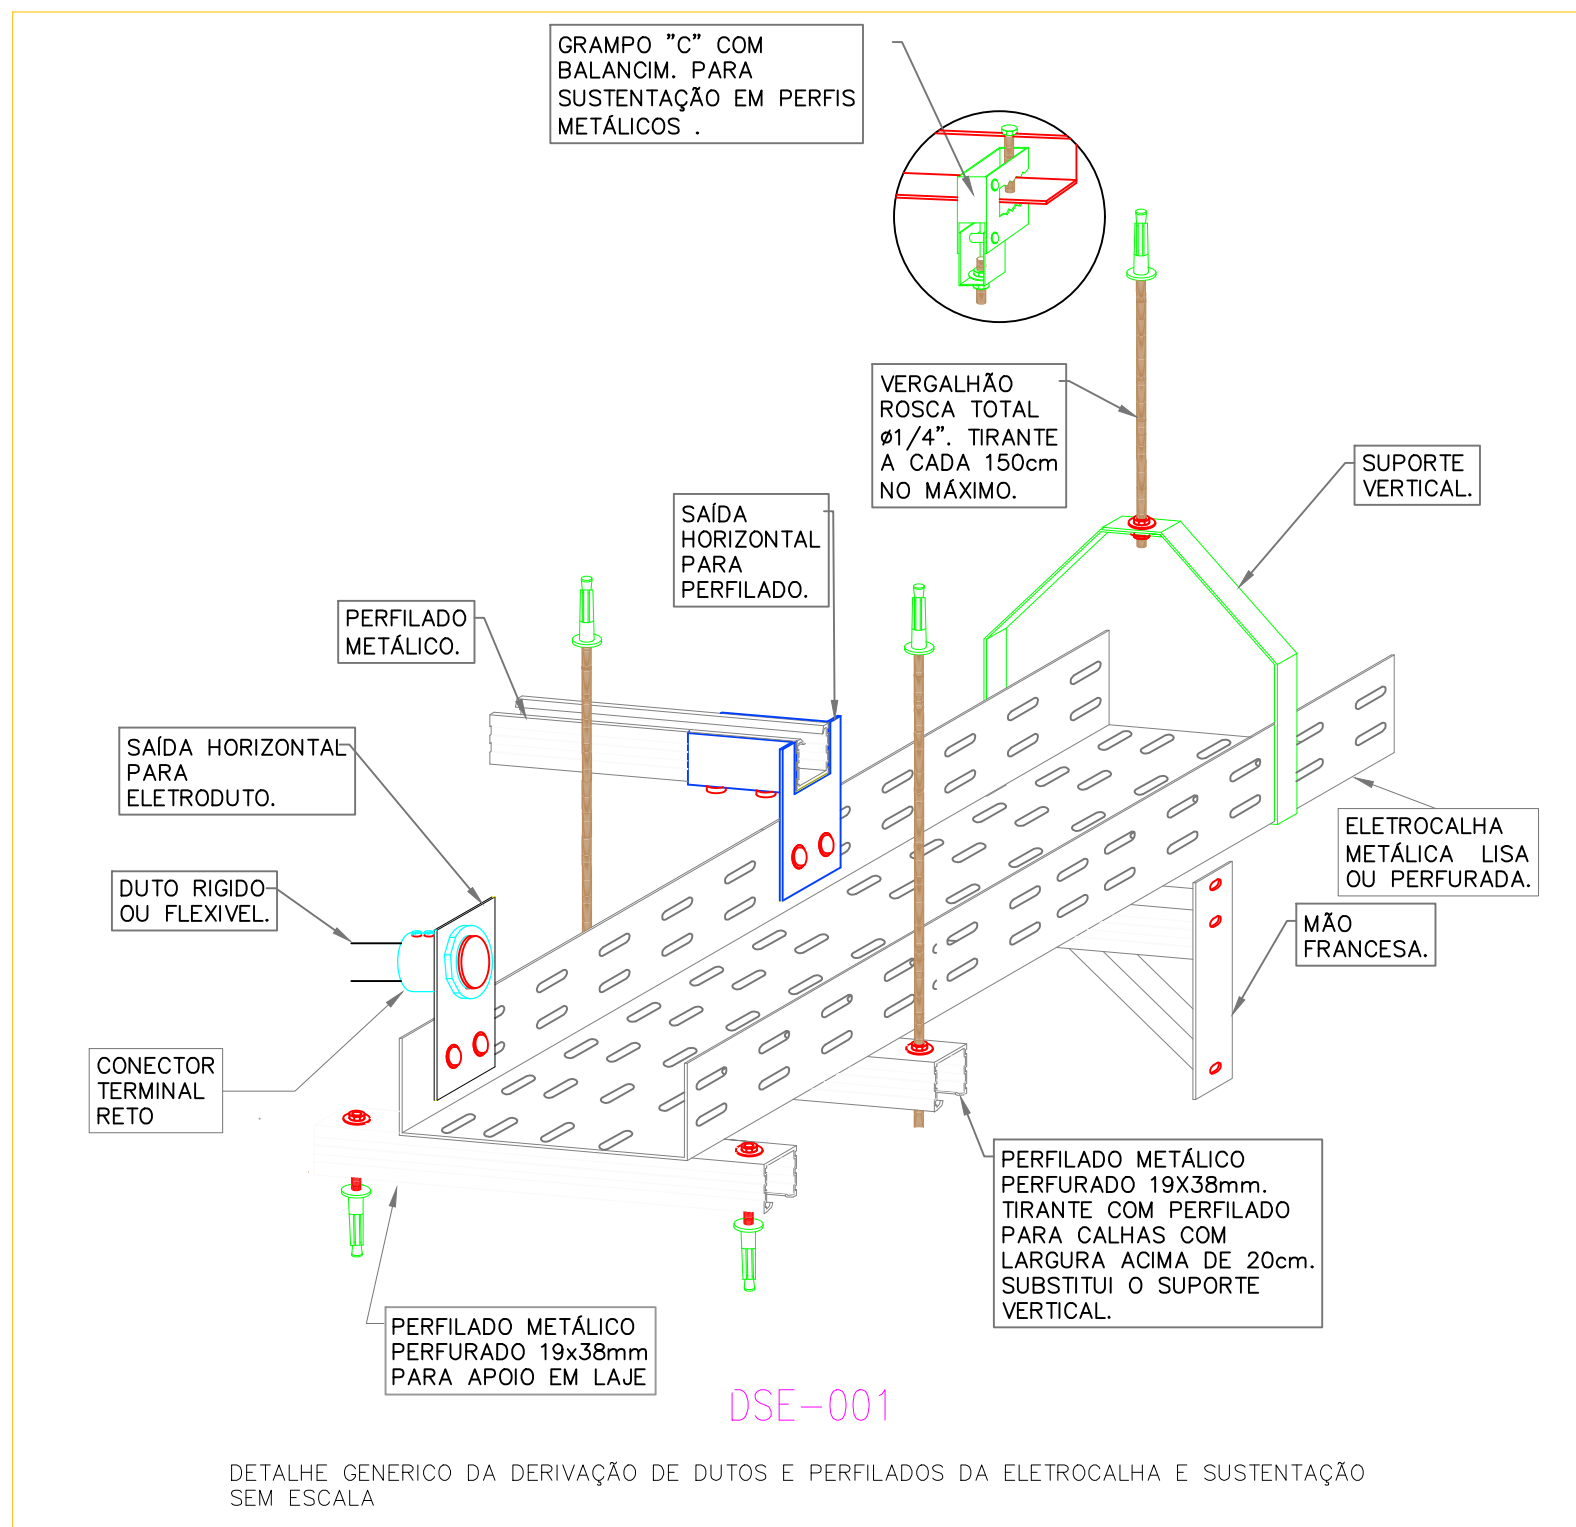 GRAMPO "C" COM
BALANCIM. PARA
SUSTENTAÇÃO EM PERFIS
METÁLICOS .
VERGALHÃO
ROSCA TOTAL
ø1/4". TIRANTE
A CADA 150cm
NO MÁXIMO.
SUPORTE
VERTICAL.
SAÍDA
HORIZONTAL
PARA
PERFILADO.
PERFILADO
METÁLICO.
SAÍDA HORIZONTAL
PARA
ELETRODUTO.
DUTO RIGIDO
OU FLEXIVEL.
ELETROCALHA
METÁLICA LISA
OU PERFURADA.
MÃO
FRANCESA.
CONECTOR
TERMINAL
RETO
PERFILADO METÁLICO
PERFURADO 19X38mm.
TIRANTE COM PERFILADO
PARA CALHAS COM
LARGURA ACIMA DE 20cm.
SUBSTITUI O SUPORTE
VERTICAL.
PERFILADO METÁLICO
PERFURADO 19x38mm
PARA APOIO EM LAJE
DSE-001
DETALHE GENERICO DA DERIVAÇÃO DE DUTOS E PERFILADOS DA ELETROCALHA E SUSTENTAÇÃO
SEM ESCALA